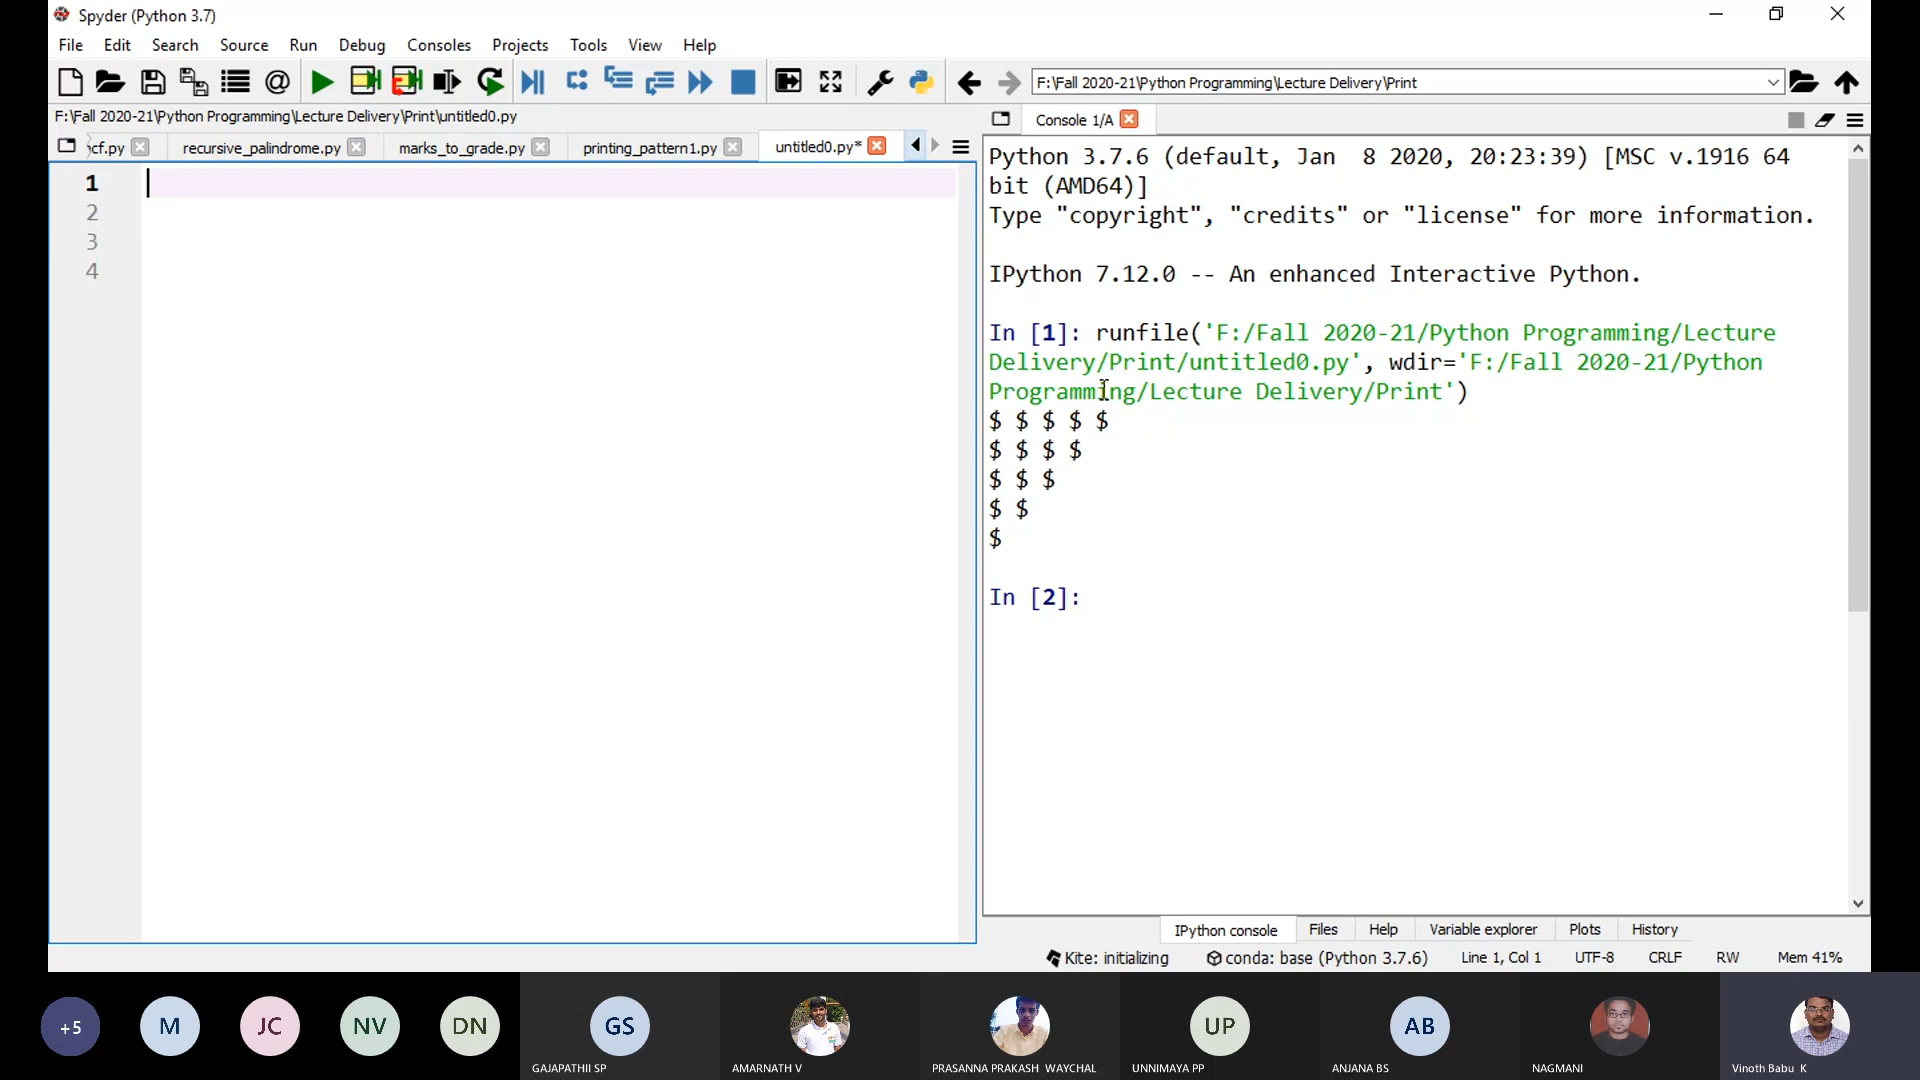 Spyder (Python 3.7)
File Edit Search Source Run Debug Consoles Projects Tools View Help
F:\Fall 2020-21\Python Programming\Lecture Delivery\Print
F:\Fall 2020-21\Python Programming\Lecture Delivery\Print\untitled0.py
cf.py recursive_palindrome.py marks_to_grade.py printing_pattern1.py untitled0.py*
1
2
3
4
Console 1/A
Python 3.7.6 (default, Jan  8 2020, 20:23:39) [MSC v.1916 64
bit (AMD64)]
Type "copyright", "credits" or "license" for more information.
IPython 7.12.0 -- An enhanced Interactive Python.
In [1]: runfile('F:/Fall 2020-21/Python Programming/Lecture
Delivery/Print/untitled0.py', wdir='F:/Fall 2020-21/Python
Programming/Lecture Delivery/Print')
$ $ $ $ $
$ $ $ $
$ $ $
$ $
$
In [2]:
IPython console Files Help Variable explorer Plots History
Kite: initializing conda: base (Python 3.7.6) Line 1, Col 1 UTF-8 CRLF RW Mem 41%
+5 M JC NV DN GS UP AB
GAJAPATHII SP AMARNATH V PRASANNA PRAKASH WAYCHAL UNNIMAYA PP ANJANA BS NAGMANI Vinoth Babu K